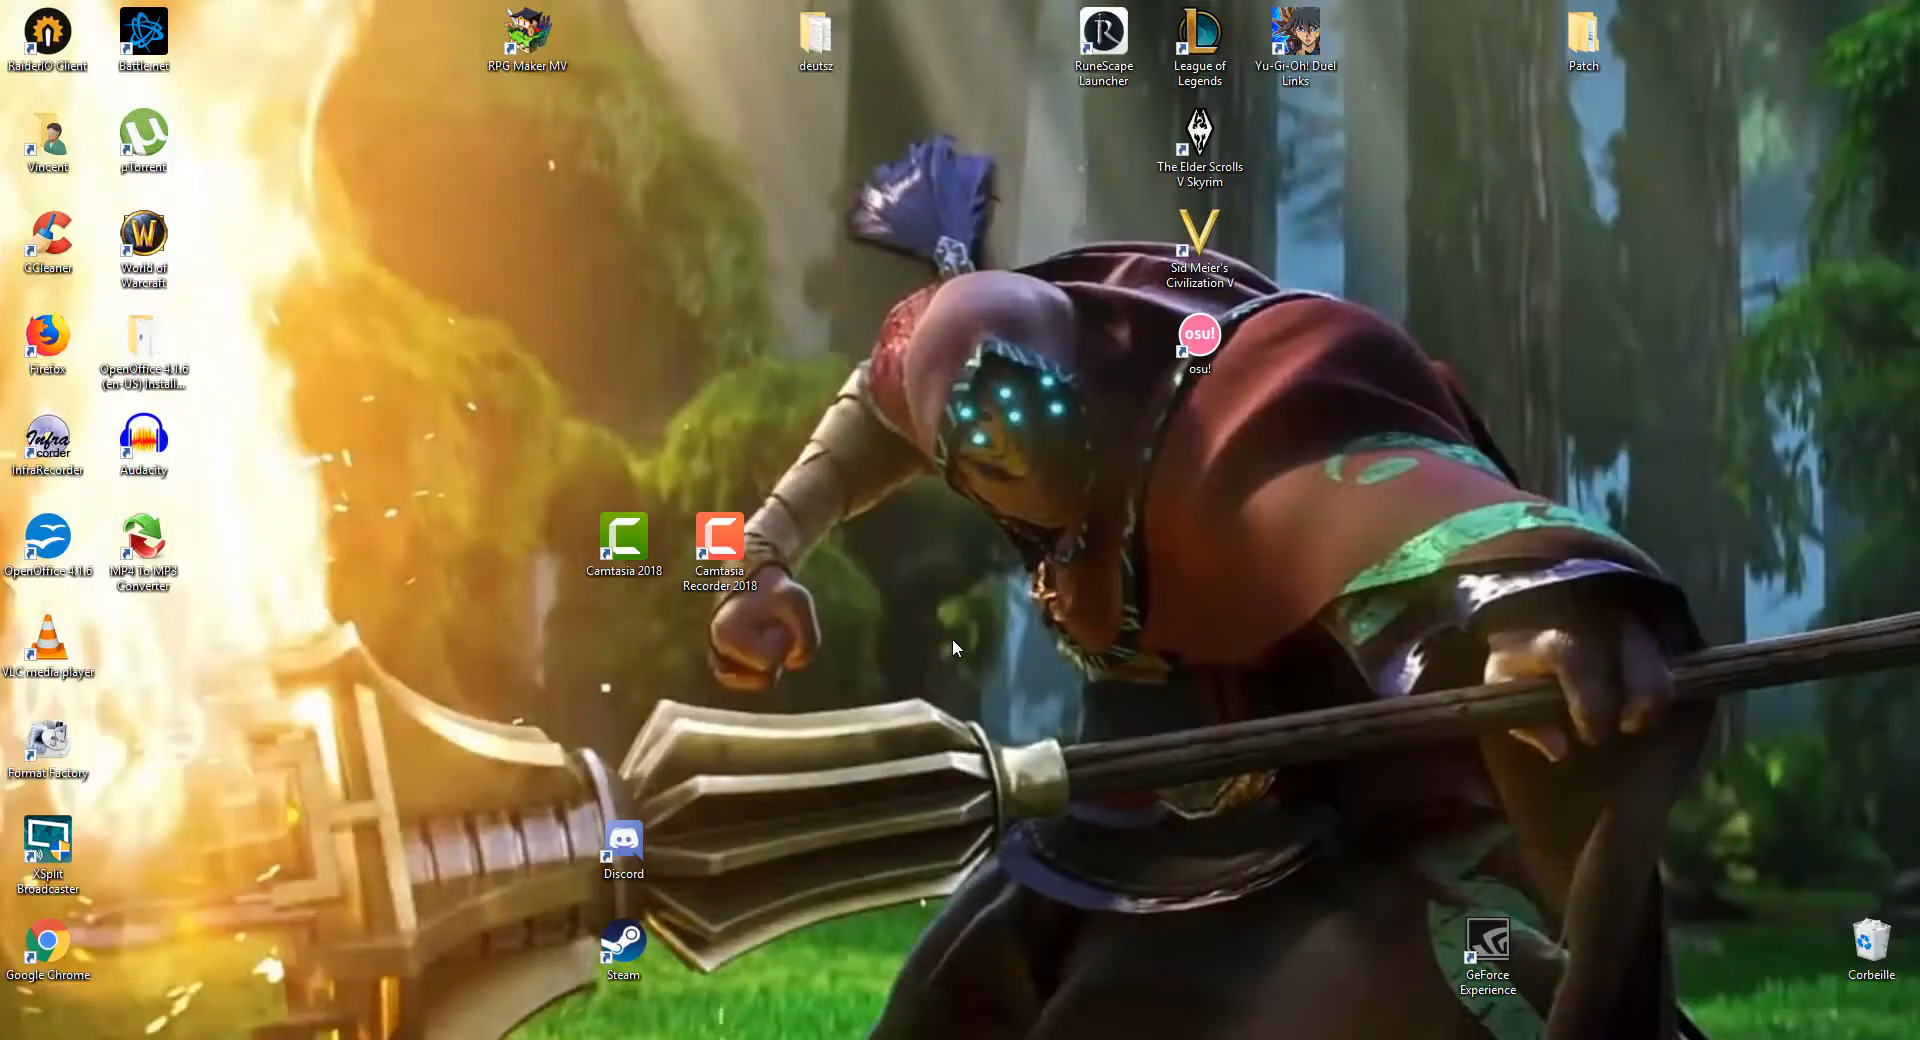 RaiderIO Client
Battle.net
RPG Maker MV
deutsz
RuneScape
Launcher
League of
Legends
Yu-Gi-Oh! Duel
Links
Patch
Vincent
µTorrent
The Elder Scrolls
V Skyrim
CCleaner
World of
Warcraft
Sid Meier's
Civilization V
Firefox
OpenOffice 4.1.6
(en-US) Install...
osu!
osu!
Infra
corder
InfraRecorder
Audacity
OpenOffice 4.1.6
MP4 To MP3
Converter
Camtasia 2018
Camtasia
Recorder 2018
VLC media player
Format Factory
XSplit
Broadcaster
Discord
Google Chrome
Steam
GeForce
Experience
Corbeille